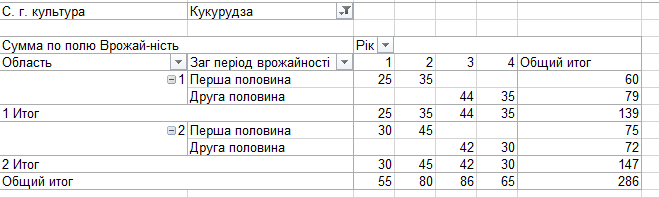 С. г. культура Кукурудза
Сумма по полю Врожай-ність Рік
Область Заг період врожайності 1 2 3 4 Общий итог
1 Перша половина 25 35 60
Друга половина 44 35 79
1 Итог 25 35 44 35 139
2 Перша половина 30 45 75
Друга половина 42 30 72
2 Итог 30 45 42 30 147
Общий итог 55 80 86 65 286